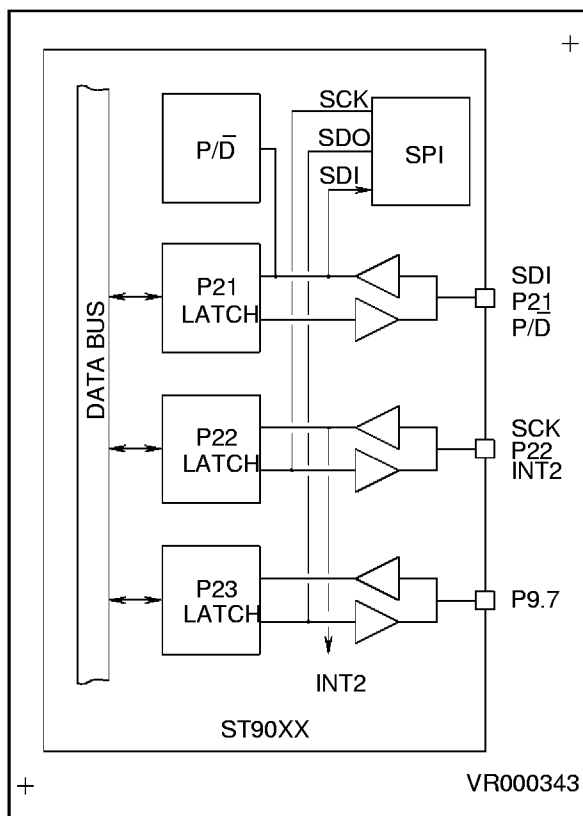 SCK
SDO
SDI
P/D̅
SPI
DATA BUS
P21
LATCH
SDI
P21
P/D̅
P22
LATCH
SCK
P22
INT2
P23
LATCH
P9.7
INT2
ST90XX
VR000343